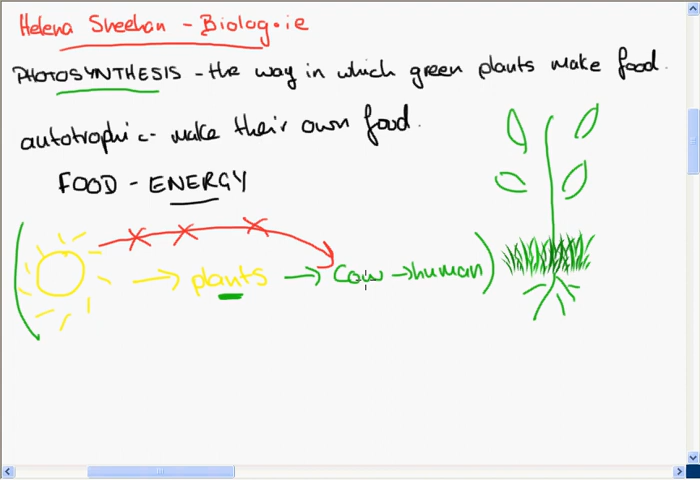 Helena Sheehan - Biolog.ie
PHOTOSYNTHESIS - the way in which green plants make food.
autotrophic - make their own food.
FOOD - ENERGY
→ plants → Cow → human)